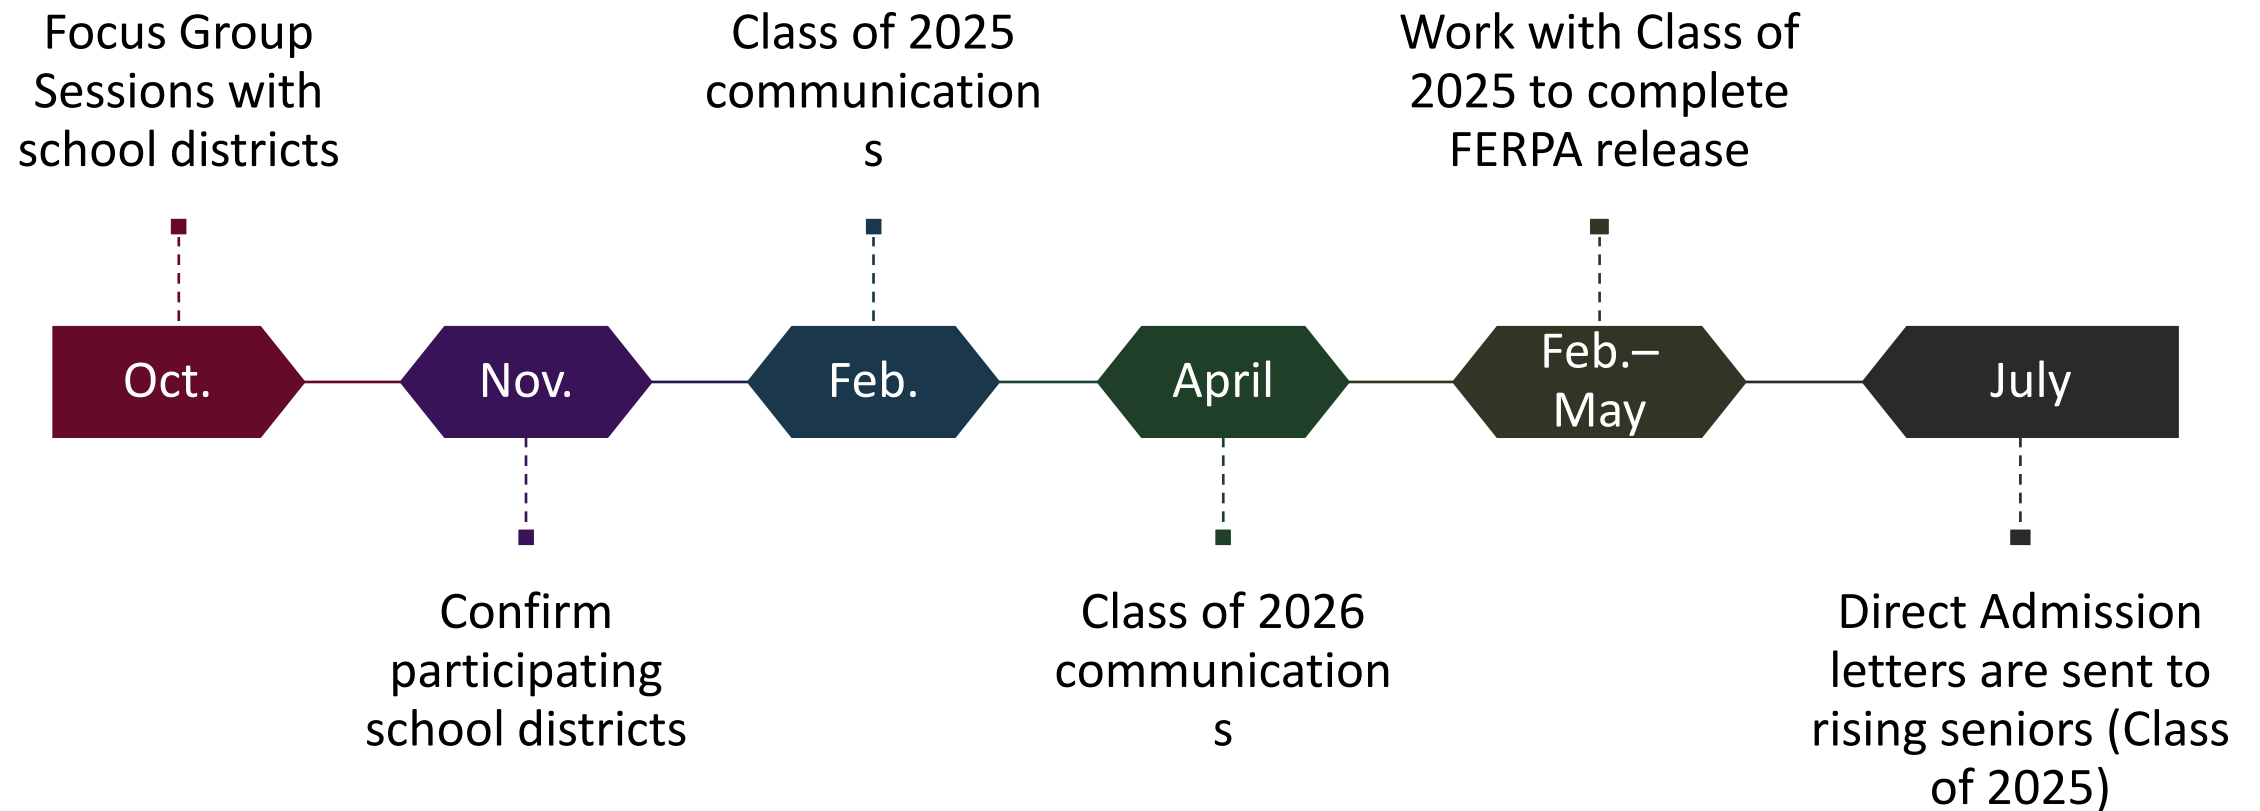 Focus Group
Sessions with
school districts
Class of 2025
communication
s
Work with Class of
2025 to complete
FERPA release
Oct.
Nov.
Feb.
April
Feb.–
May
July
Confirm
participating
school districts
Class of 2026
communication
s
Direct Admission
letters are sent to
rising seniors (Class
of 2025)